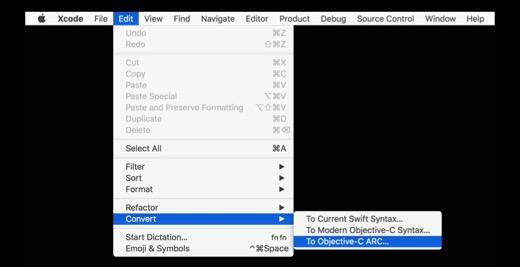 Xcode File Edit View Find Navigate Editor Product Debug Source Control Window Help
Undo ⌘Z
Redo ⇧⌘Z
Cut ⌘X
Copy ⌘C
Paste ⌘V
Paste Special ⌥⌘V
Paste and Preserve Formatting ⌥⇧⌘V
Duplicate ⌘D
Delete ⌘⌫
Select All ⌘A
Filter ▶
Sort ▶
Format ▶
Refactor ▶
Convert ▶
To Current Swift Syntax...
To Modern Objective-C Syntax...
To Objective-C ARC...
Start Dictation... fn fn
Emoji & Symbols ^⌘Space